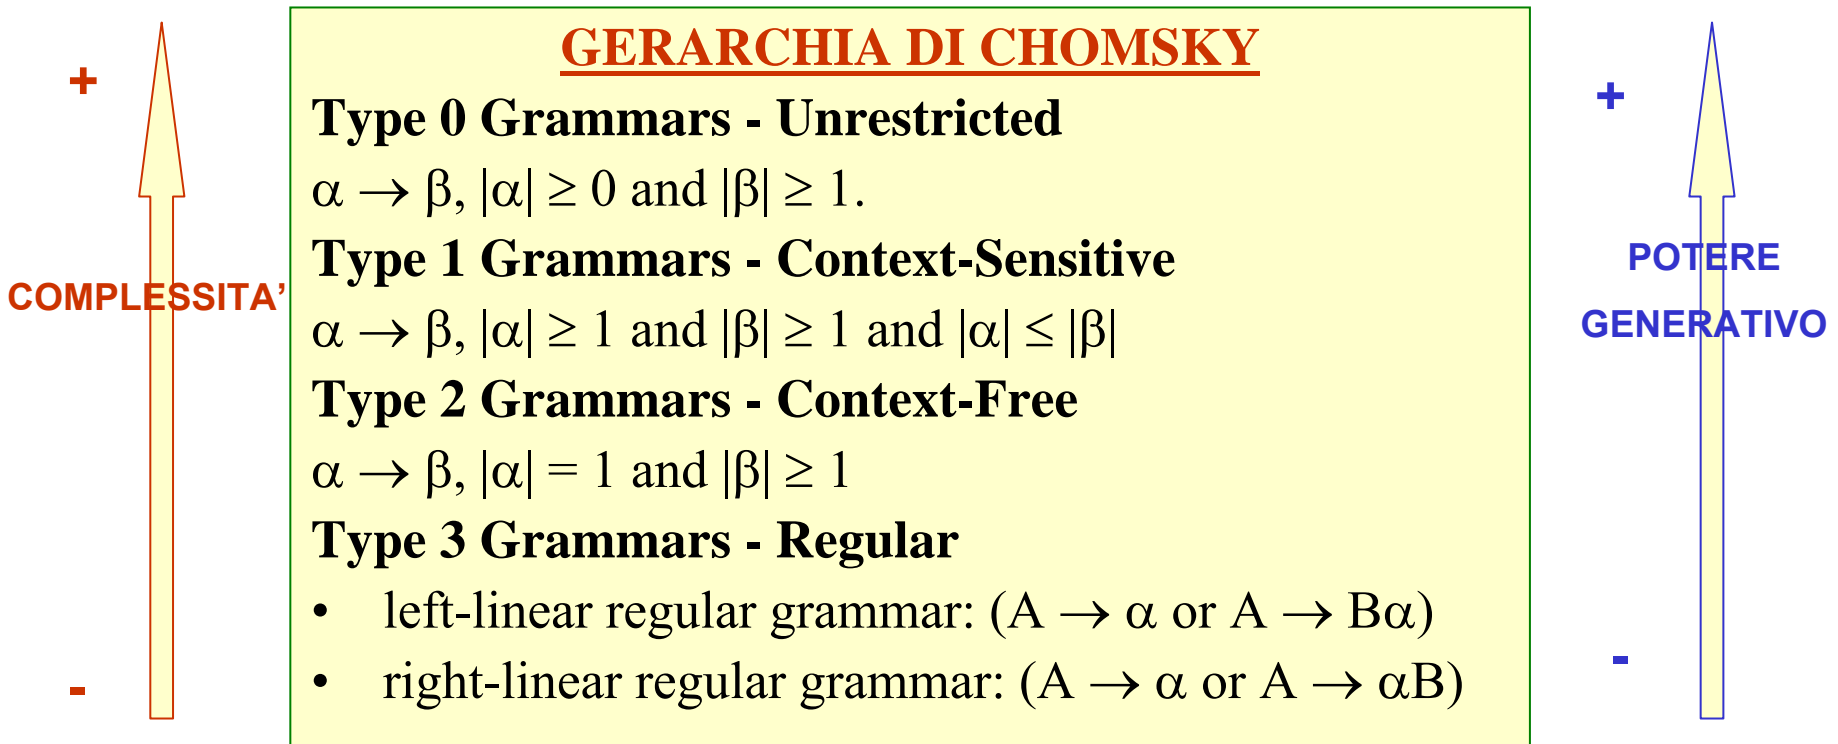 GERARCHIA DI CHOMSKY
+
+
Type 0 Grammars - Unrestricted
α → β, |α| ≥ 0 and |β| ≥ 1.
Type 1 Grammars - Context-Sensitive
POTERE
COMPLESSITA’
GENERATIVO
α → β, |α| ≥ 1 and |β| ≥ 1 and |α| ≤ |β|
Type 2 Grammars - Context-Free
α → β, |α| = 1 and |β| ≥ 1
Type 3 Grammars - Regular
• left-linear regular grammar: (A → α or A → Bα)
• right-linear regular grammar: (A → α or A → αB)
-
-